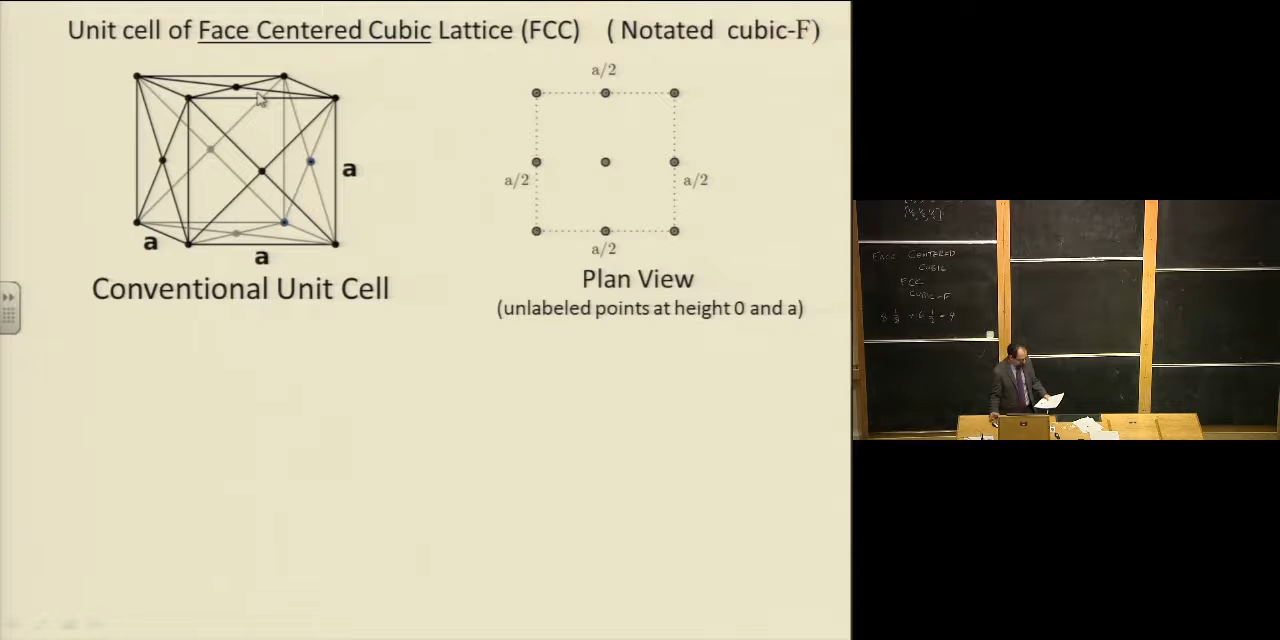 Unit cell of Face Centered Cubic Lattice (FCC) ( Notated cubic-F)
a
a
a
Conventional Unit Cell
a/2
a/2
a/2
a/2
Plan View
(unlabeled points at height 0 and a)
FACE CENTERED
CUBIC
FCC
CUBIC-F